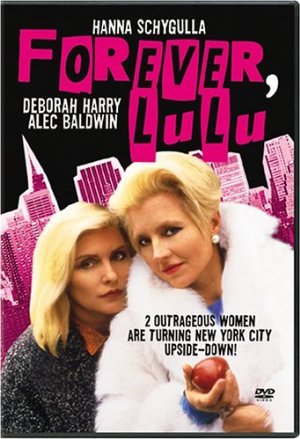 HANNA SCHYGULLA
FOREVER,
DEBORAH HARRY
ALEC BALDWIN
LULU
2 OUTRAGEOUS WOMEN
ARE TURNING NEW YORK CITY
UPSIDE-DOWN!
DVD
VIDEO